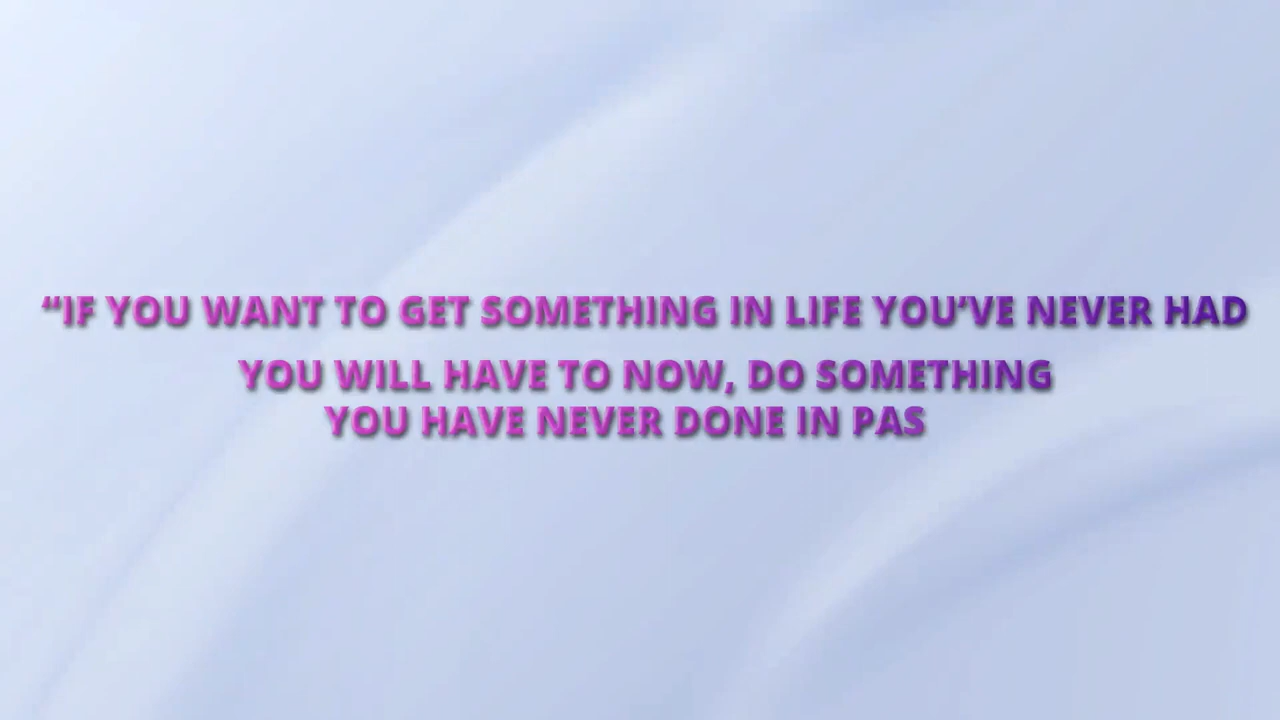 “IF YOU WANT TO GET SOMETHING IN LIFE YOU’VE NEVER HAD
YOU WILL HAVE TO NOW, DO SOMETHING
YOU HAVE NEVER DONE IN PAS